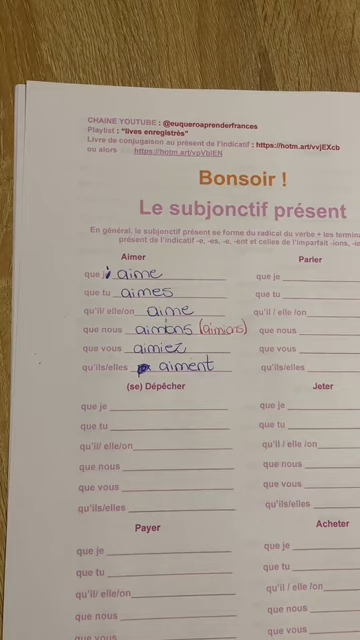 CHAINE YOUTUBE : @euqueroaprenderfrances
Playlist : "lives enregistrés"
Livre de conjugaison au présent de l'indicatif : https://hotm.art/vvjEXcb
ou alors https://hotm.art/vpVblEN
Bonsoir !
Le subjonctif présent
En général, le subjonctif présent se forme du radical du verbe + les termina
présent de l'indicatif -e, -es, -e, -ent et celles de l'imparfait -ions, -ie
Aimer
que j' aime
que tu aimes
qu'il/ elle/on aime
que nous aimions (aimions)
que vous aimiez
qu'ils/elles aiment
Parler
que je
que tu
qu'il / elle /on
que nous
que vous
qu'ils/elles
(se) Dépêcher
que je
que tu
qu'il/ elle/on
que nous
que vous
qu'ils/elles
Jeter
que je
que tu
qu'il / elle /on
que nous
que vous
qu'ils/elles
Payer
que je
que tu
qu'il/ elle/on
que nous
que vous
Acheter
que je
que tu
qu'il / elle /on
que nous
que vous